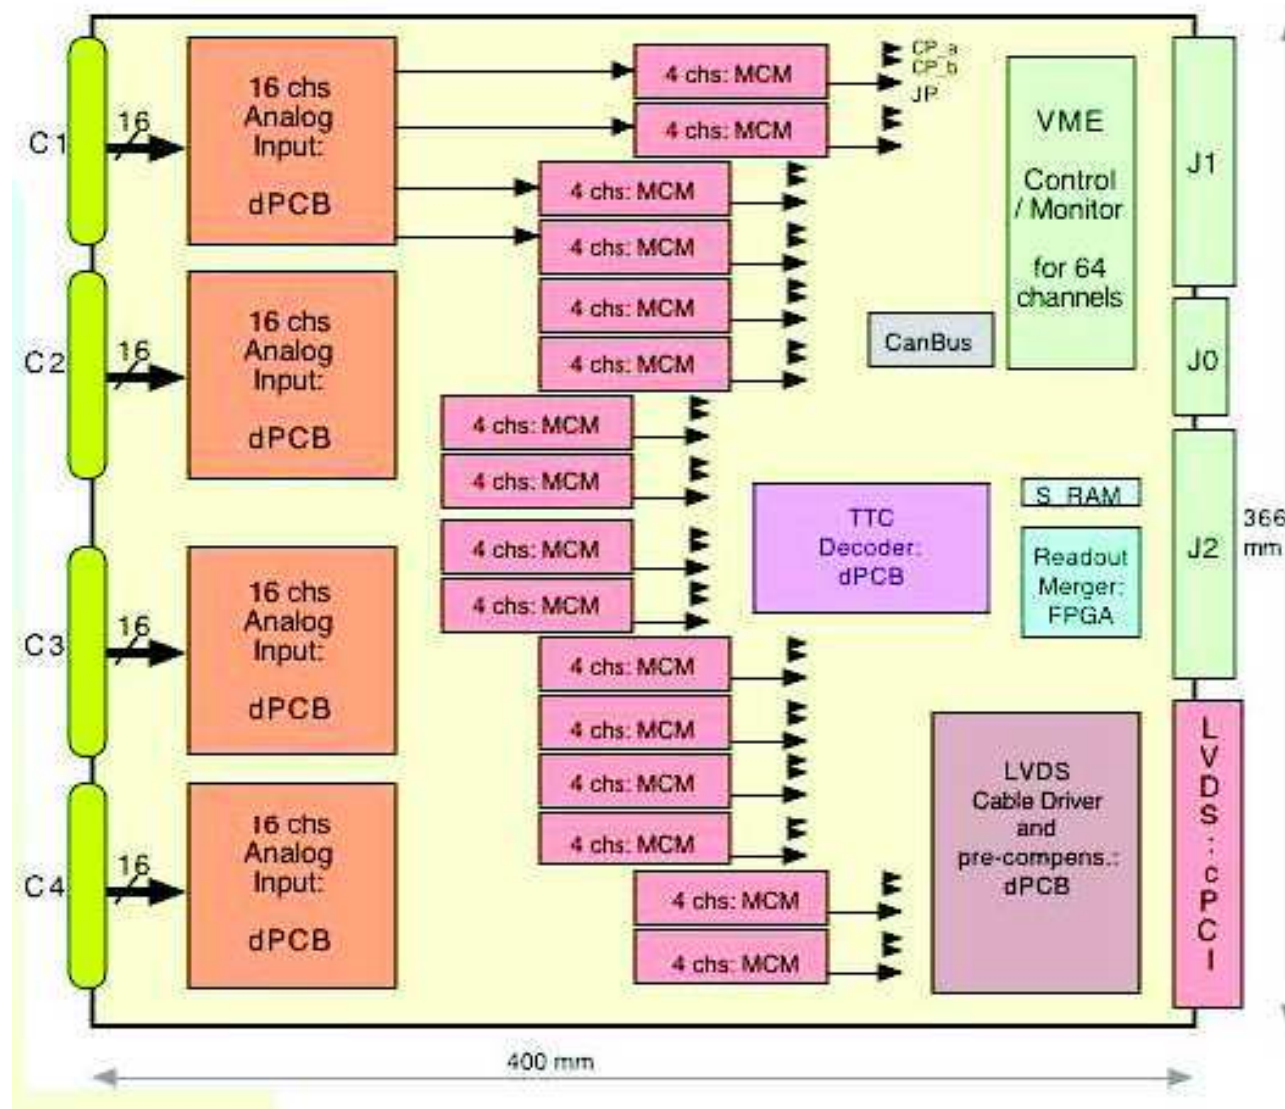 C1
16
16 chs
Analog
Input:
dPCB
4 chs: MCM
4 chs: MCM
4 chs: MCM
4 chs: MCM
CP_a
CP_b
JP
VME
Control
/ Monitor
for 64
channels
J1
C2
16
16 chs
Analog
Input:
dPCB
4 chs: MCM
4 chs: MCM
4 chs: MCM
4 chs: MCM
CanBus
J0
C3
16
16 chs
Analog
Input:
dPCB
4 chs: MCM
4 chs: MCM
4 chs: MCM
4 chs: MCM
TTC
Decoder:
dPCB
S_RAM
Readout
Merger:
FPGA
J2
366
mm
C4
16
16 chs
Analog
Input:
dPCB
4 chs: MCM
4 chs: MCM
4 chs: MCM
4 chs: MCM
LVDS
Cable Driver
and
pre-compens.:
dPCB
LVDS: cPCI
400 mm